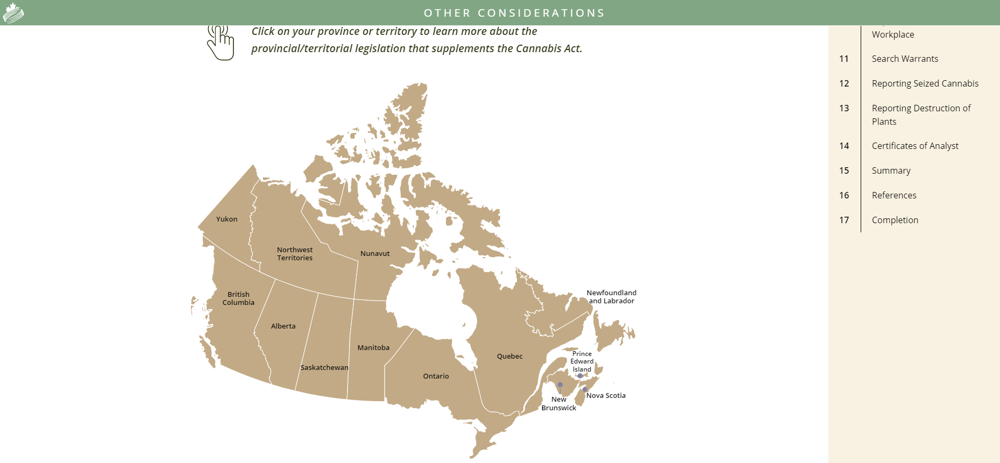 OTHER CONSIDERATIONS
Click on your province or territory to learn more about the
provincial/territorial legislation that supplements the Cannabis Act.
Yukon
Northwest
Territories
Nunavut
British
Columbia
Alberta
Saskatchewan
Manitoba
Ontario
Quebec
Newfoundland
and Labrador
Prince
Edward
Island
New
Brunswick
Nova Scotia
Workplace
11 Search Warrants
12 Reporting Seized Cannabis
13 Reporting Destruction of
Plants
14 Certificates of Analyst
15 Summary
16 References
17 Completion